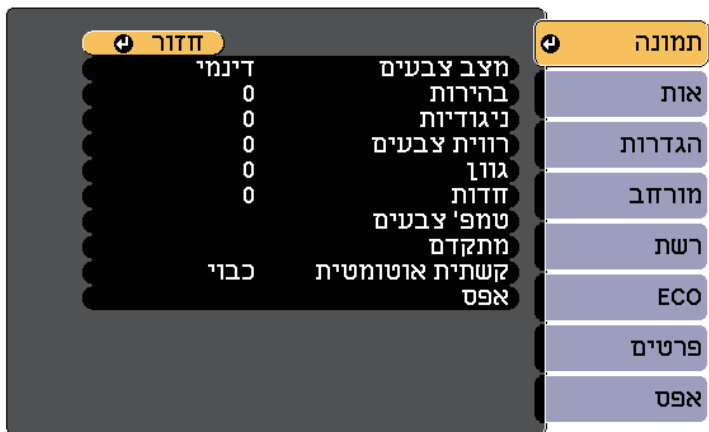 תמונה
אות
הגדרות
מורחב
רשת
ECO
פרטים
אפס
חזור
מצב צבעים דינמי
בהירות 0
ניגודיות 0
רווית צבעים 0
גוון 0
חדות 0
טמפ' צבעים
מתקדם
קשתית אוטומטית כבוי
אפס